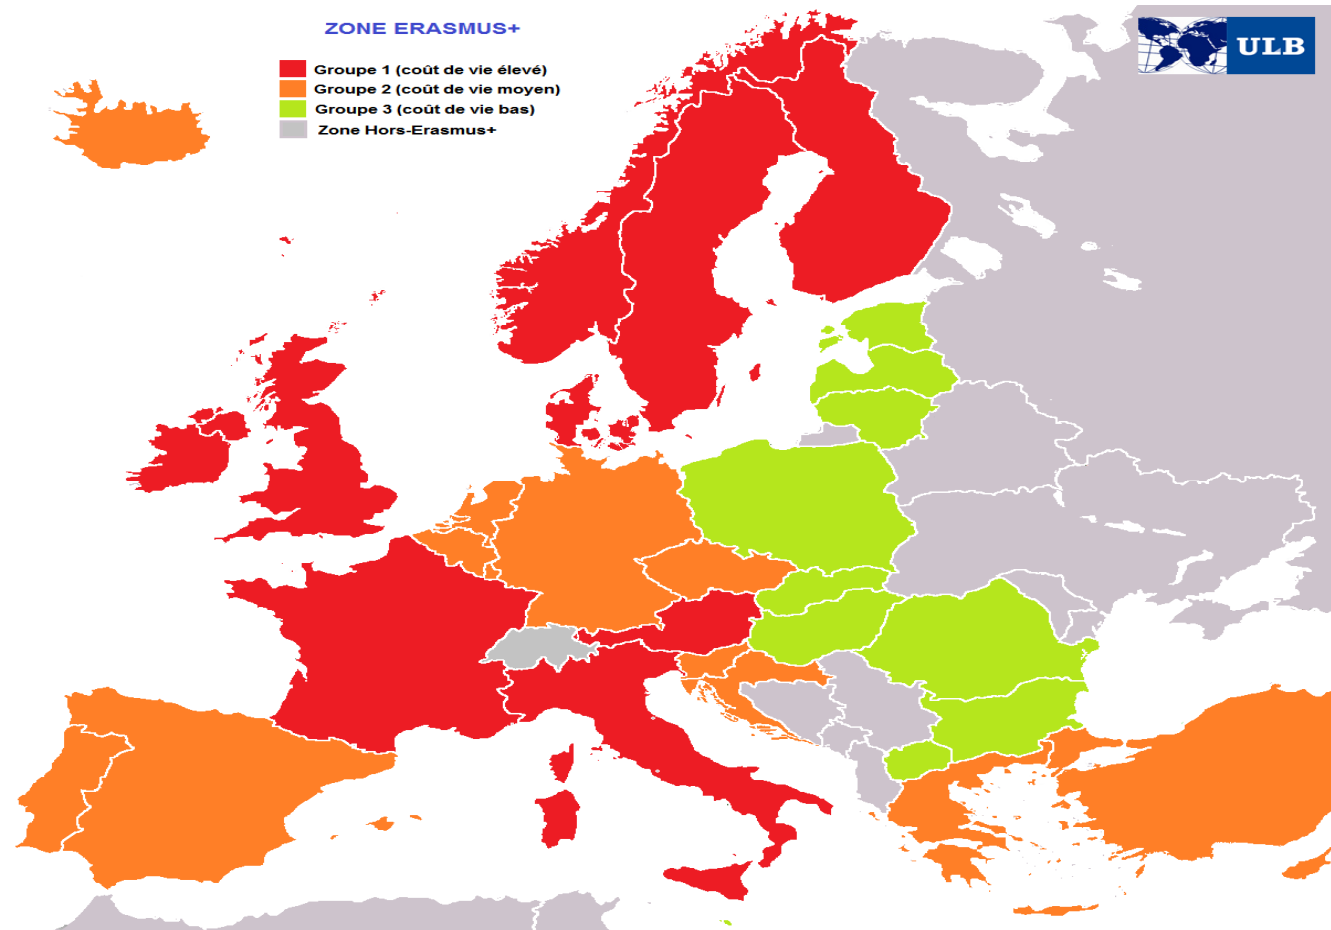 ZONE ERASMUS+
Groupe 1 (coût de vie élevé)
Groupe 2 (coût de vie moyen)
Groupe 3 (coût de vie bas)
Zone Hors-Erasmus+
ULB